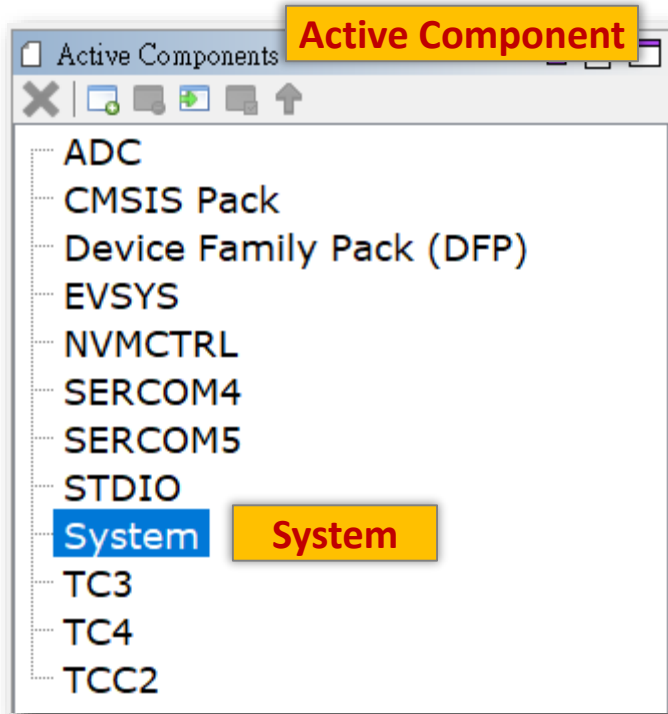 Active Components
Active Component
ADC
CMSIS Pack
Device Family Pack (DFP)
EVSYS
NVMCTRL
SERCOM4
SERCOM5
STDIO
System
System
TC3
TC4
TCC2